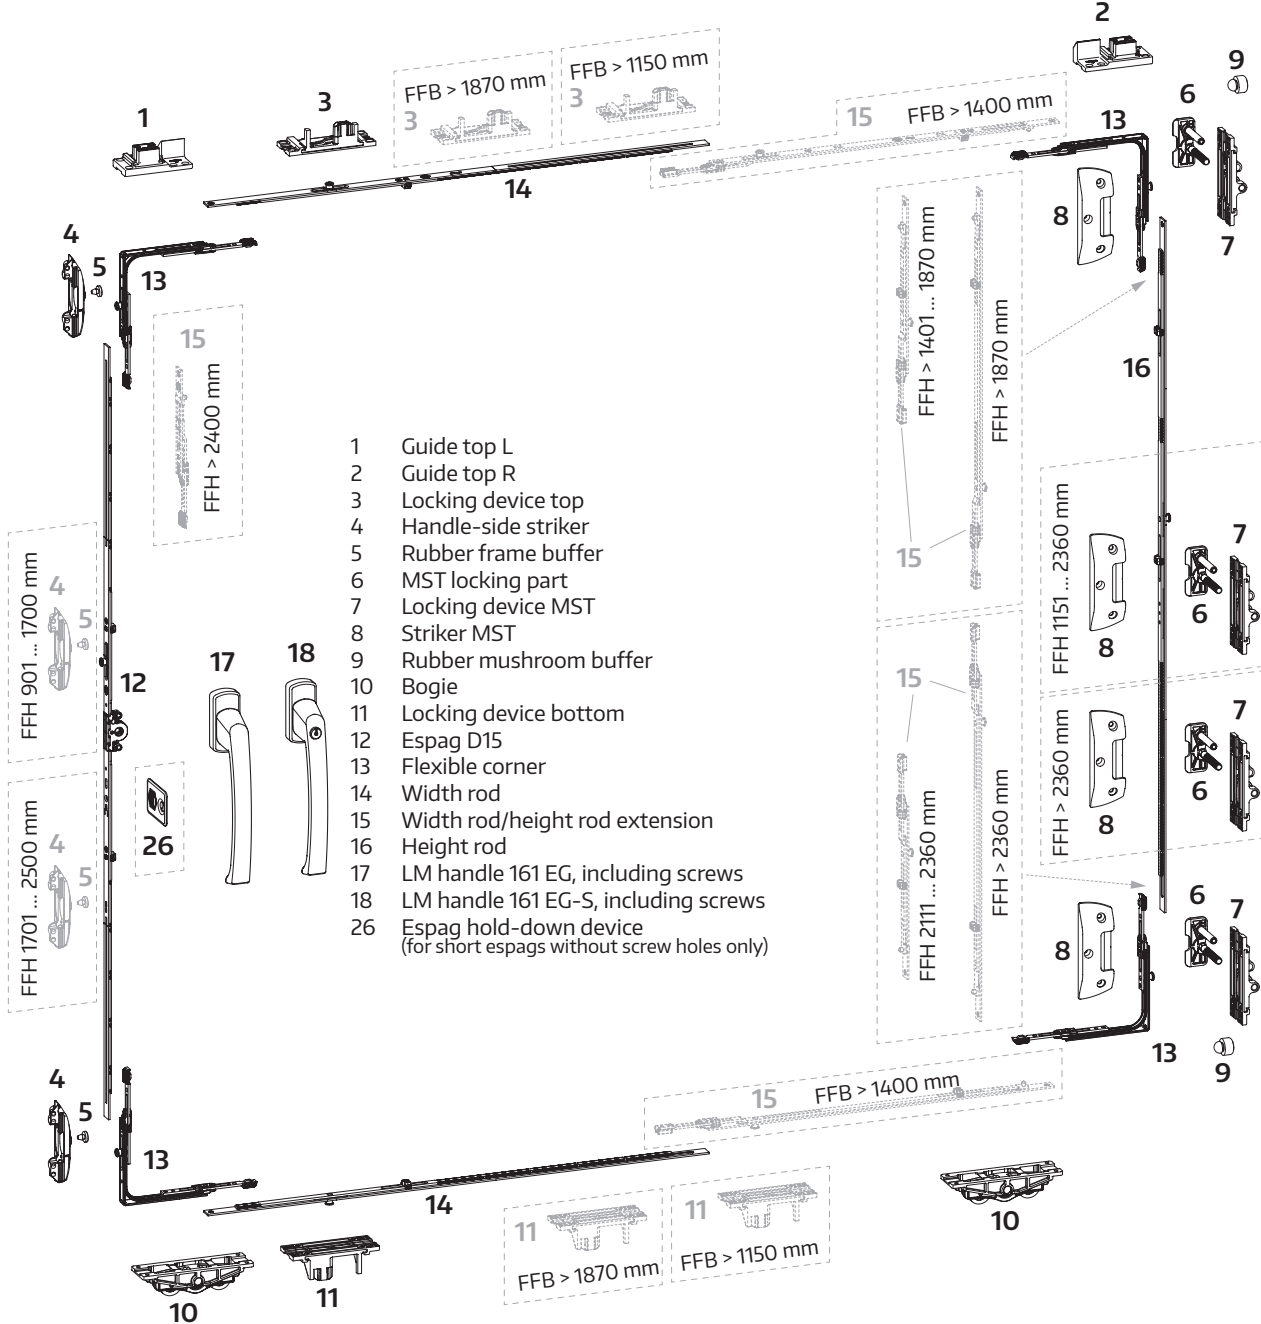 2
9
6
13
1
3
FFB > 1870 mm
3
FFB > 1150 mm
3
15
FFB > 1400 mm
14
8
7
4
5
13
15
FFH > 2400 mm
FFH > 1401 ... 1870 mm
FFH > 1870 mm
15
16
1 Guide top L
2 Guide top R
3 Locking device top
4 Handle-side striker
5 Rubber frame buffer
6 MST locking part
7 Locking device MST
8 Striker MST
9 Rubber mushroom buffer
10 Bogie
11 Locking device bottom
12 Espag D15
13 Flexible corner
14 Width rod
15 Width rod/height rod extension
16 Height rod
17 LM handle 161 EG, including screws
18 LM handle 161 EG-S, including screws
26 Espag hold-down device
(for short espags without screw holes only)
FFH 901 ... 1700 mm
4
5
12
17
18
FFH 1701 ... 2500 mm
4
5
26
FFH 1151 ... 2360 mm
8
6
7
15
FFH 2111 ... 2360 mm
FFH > 2360 mm
FFH > 2360 mm
8
6
7
8
6
7
13
9
4
5
13
14
15
FFB > 1400 mm
10
11
11
FFB > 1870 mm
11
FFB > 1150 mm
10